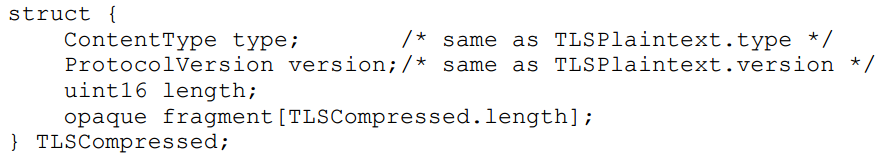 struct {
    ContentType type;       /* same as TLSPlaintext.type */
    ProtocolVersion version;/* same as TLSPlaintext.version */
    uint16 length;
    opaque fragment[TLSCompressed.length];
} TLSCompressed;